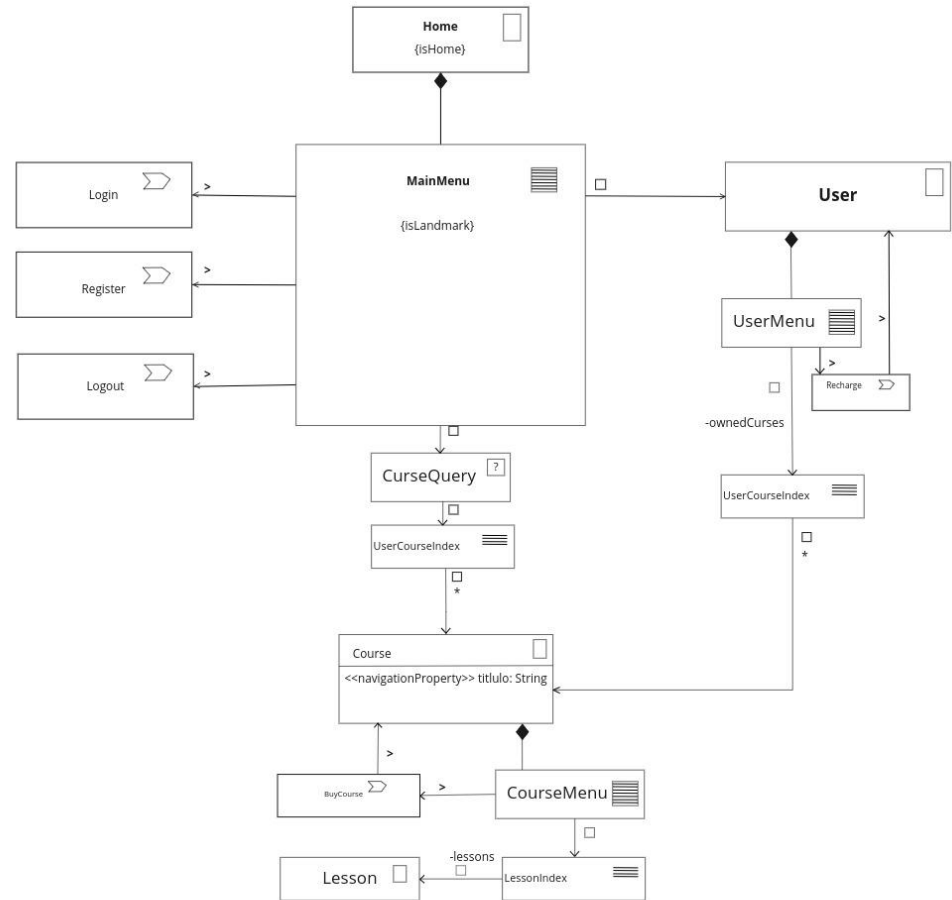 Home
{isHome}
MainMenu
{isLandmark}
Login
>
Register
>
Logout
>
User
UserMenu
>
>
Recharge
-ownedCurses
CurseQuery
?
UserCourseIndex
*
UserCourseIndex
*
Course
<<navigationProperty>> titlulo: String
>
BuyCourse
>
CourseMenu
-lessons
Lesson
LessonIndex